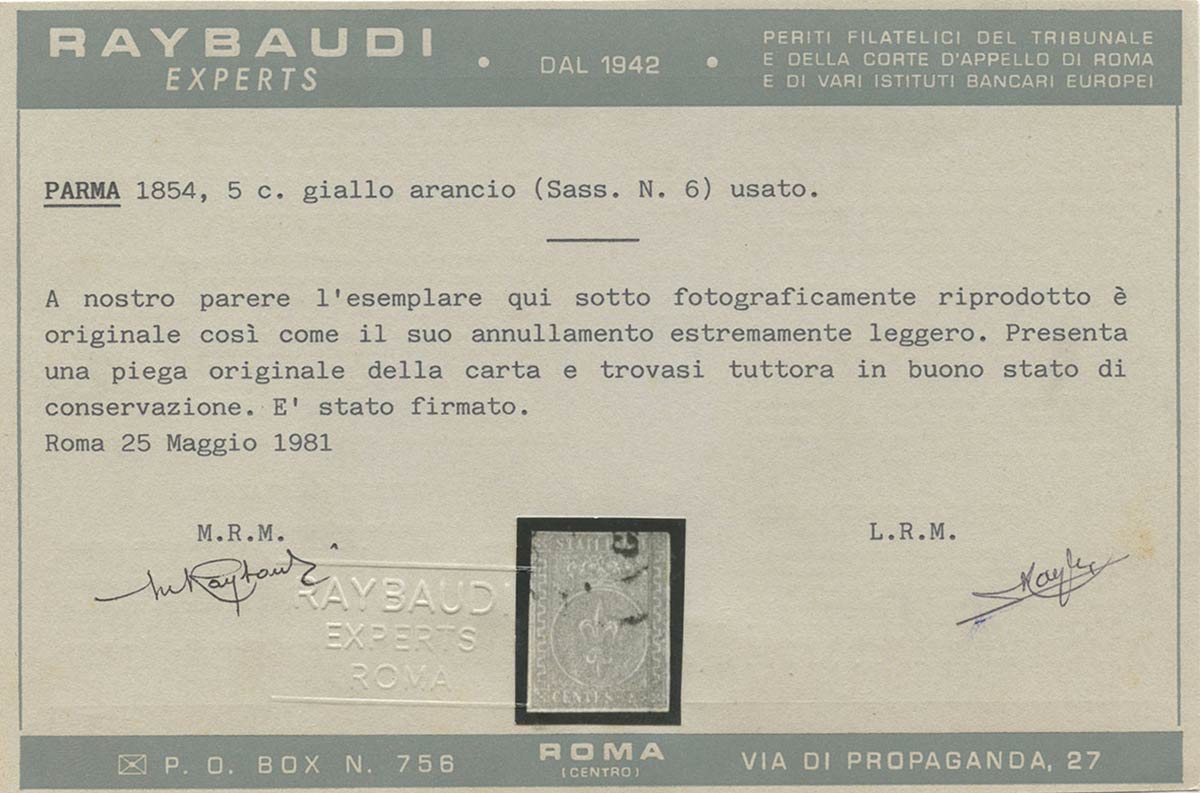 RAYBAUDI
EXPERTS
• DAL 1942 •
PERITI FILATELICI DEL TRIBUNALE
E DELLA CORTE D'APPELLO DI ROMA
E DI VARI ISTITUTI BANCARI EUROPEI
PARMA 1854, 5 c. giallo arancio (Sass. N. 6) usato.
A nostro parere l'esemplare qui sotto fotograficamente riprodotto è
originale così come il suo annullamento estremamente leggero. Presenta
una piega originale della carta e trovasi tuttora in buono stato di
conservazione. E' stato firmato.
Roma 25 Maggio 1981
M.R.M.
L.R.M.
RAYBAUDI
EXPERTS
ROMA
STATI
CENTES
P. O. BOX N. 756
ROMA
(CENTRO)
VIA DI PROPAGANDA, 27